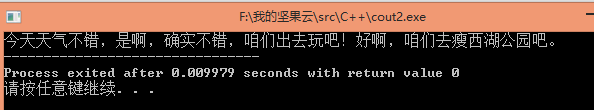 F:\我的坚果云\src\C++\cout2.exe
今天天气不错，是啊，确实不错，咱们出去玩吧！好啊，咱们去瘦西湖公园吧。
--------------------------------
Process exited after 0.009979 seconds with return value 0
请按任意键继续. . .